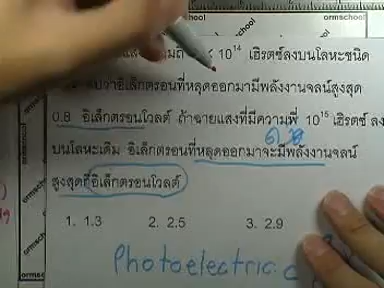 ormschool
ormschool
10¹⁴ เฮิรตซ์ลงบนโลหะชนิด
ว่าอิเล็กตรอนที่หลุดออกมามีพลังงานจลน์สูงสุด
0.8 อิเล็กตรอนโวลต์ ถ้าฉายแสงที่มีความถี่ 10¹⁵ เฮิรตซ์ ลง
บนโลหะเดิม อิเล็กตรอนที่หลุดออกมาจะมีพลังงานจลน์
สูงสุดกี่อิเล็กตรอนโวลต์
1. 1.3 2. 2.5 3. 2.9
Photoelectric